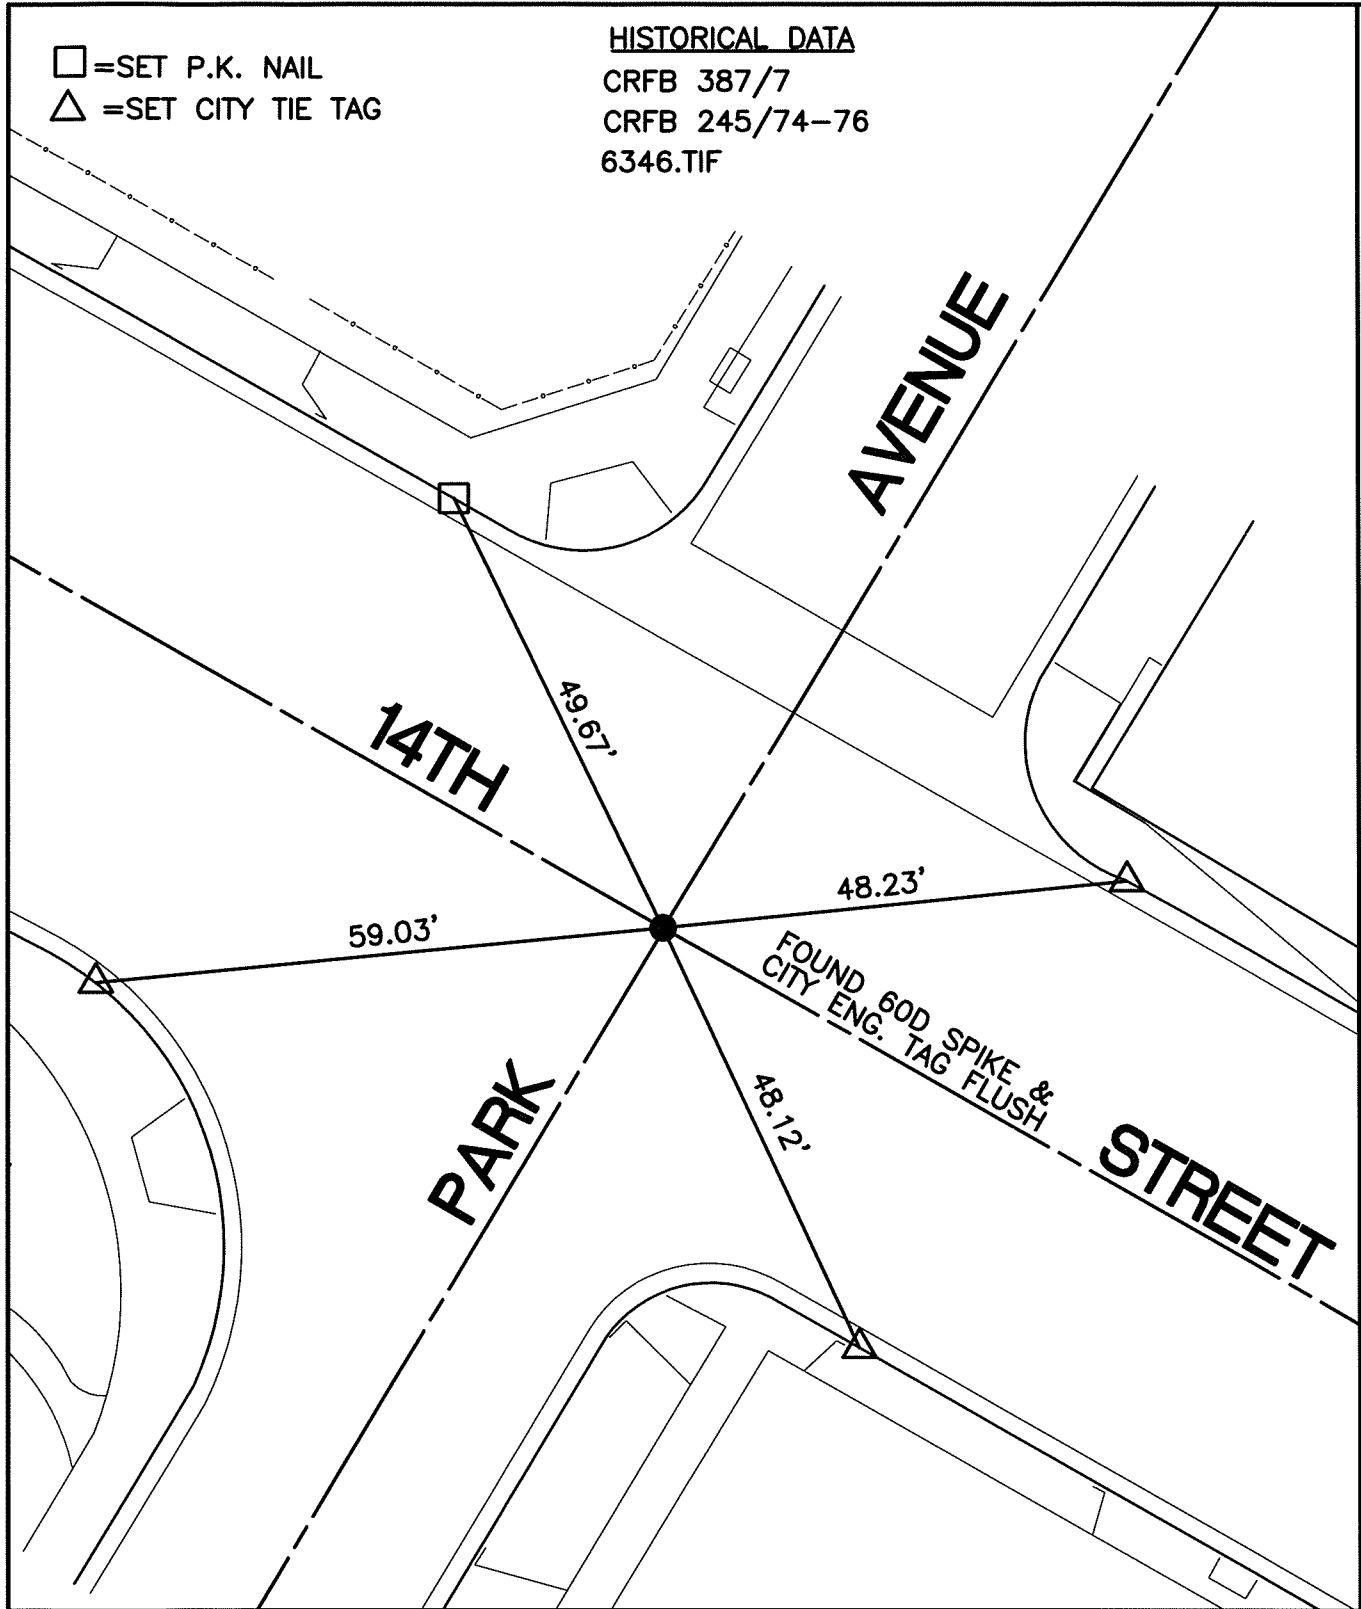 =SET P.K. NAIL
=SET CITY TIE TAG
HISTORICAL DATA
CRFB 387/7
CRFB 245/74-76
6346.TIF
AVENUE
49.67'
14TH
48.23'
59.03'
FOUND 60D SPIKE &
CITY ENG. TAG FLUSH
48.12'
PARK
STREET